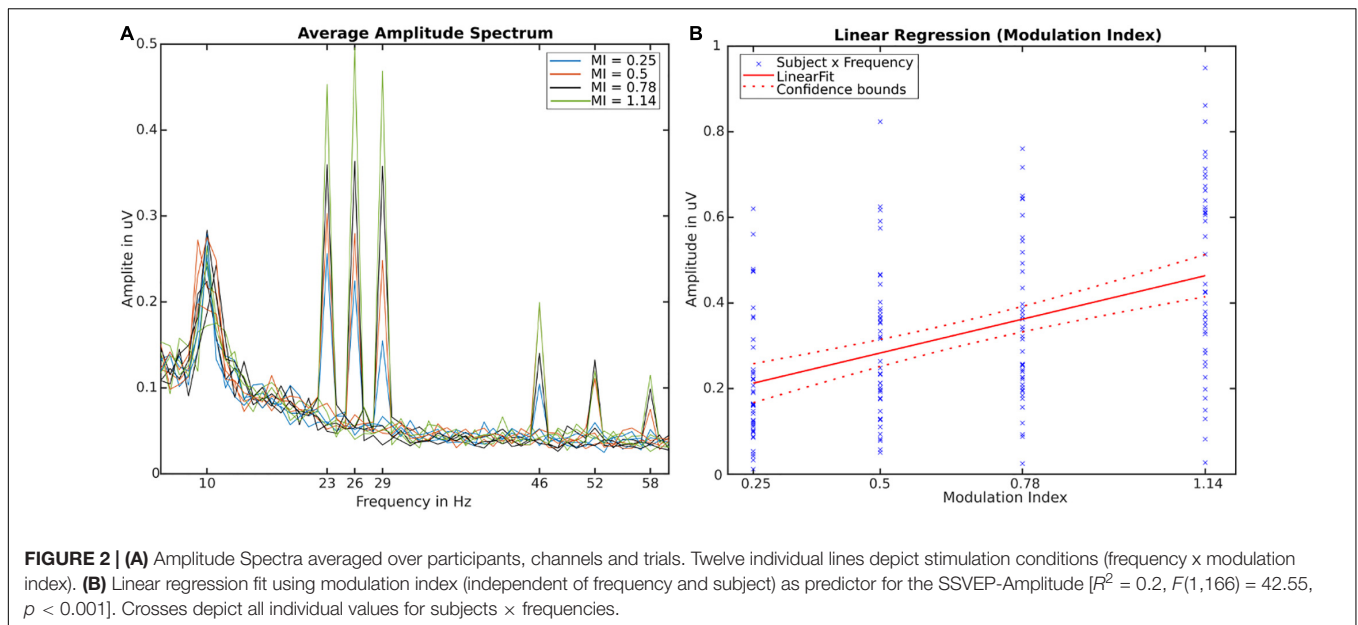 A
Average Amplitude Spectrum
0.5
0.4
0.3
0.2
0.1
0
Amplite in uV
MI = 0.25
MI = 0.5
MI = 0.78
MI = 1.14
10 23 26 29 46 52 58
Frequency in Hz
B
Linear Regression (Modulation Index)
1
0.8
0.6
0.4
0.2
0
Amplitude in uV
Subject x Frequency
LinearFit
Confidence bounds
0.25 0.5 0.78 1.14
Modulation Index
FIGURE 2 | (A) Amplitude Spectra averaged over participants, channels and trials. Twelve individual lines depict stimulation conditions (frequency x modulation
index). (B) Linear regression fit using modulation index (independent of frequency and subject) as predictor for the SSVEP-Amplitude [R² = 0.2, F(1,166) = 42.55,
p < 0.001]. Crosses depict all individual values for subjects × frequencies.